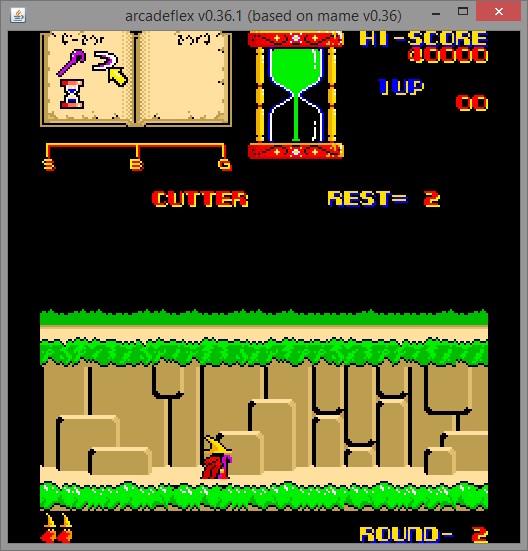 arcadeflex v0.36.1 (based on mame v0.36)
HI-SCORE
40000
1UP
00
S B G
CUTTER REST= 2
ROUND- 2